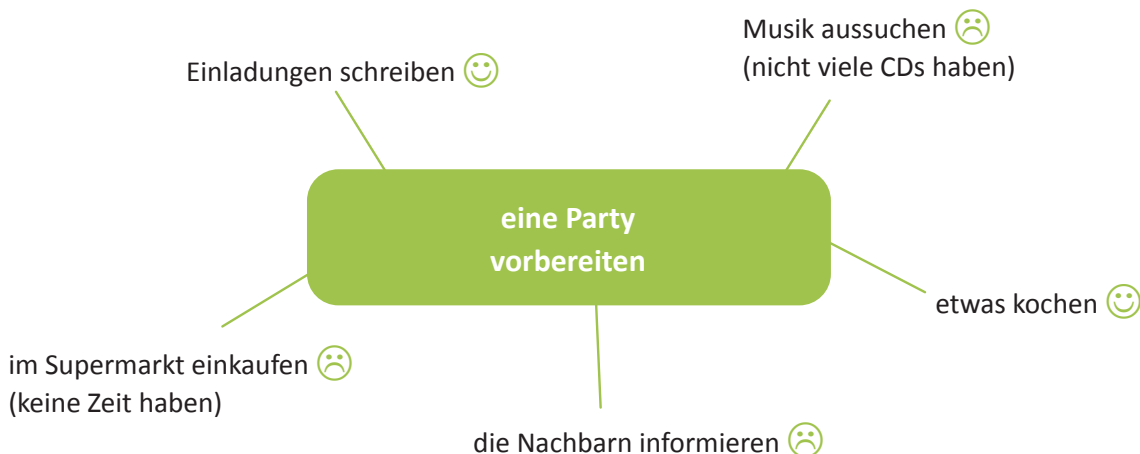 Musik aussuchen
(nicht viele CDs haben)
Einladungen schreiben
eine Party
vorbereiten
etwas kochen
im Supermarkt einkaufen
(keine Zeit haben)
die Nachbarn informieren